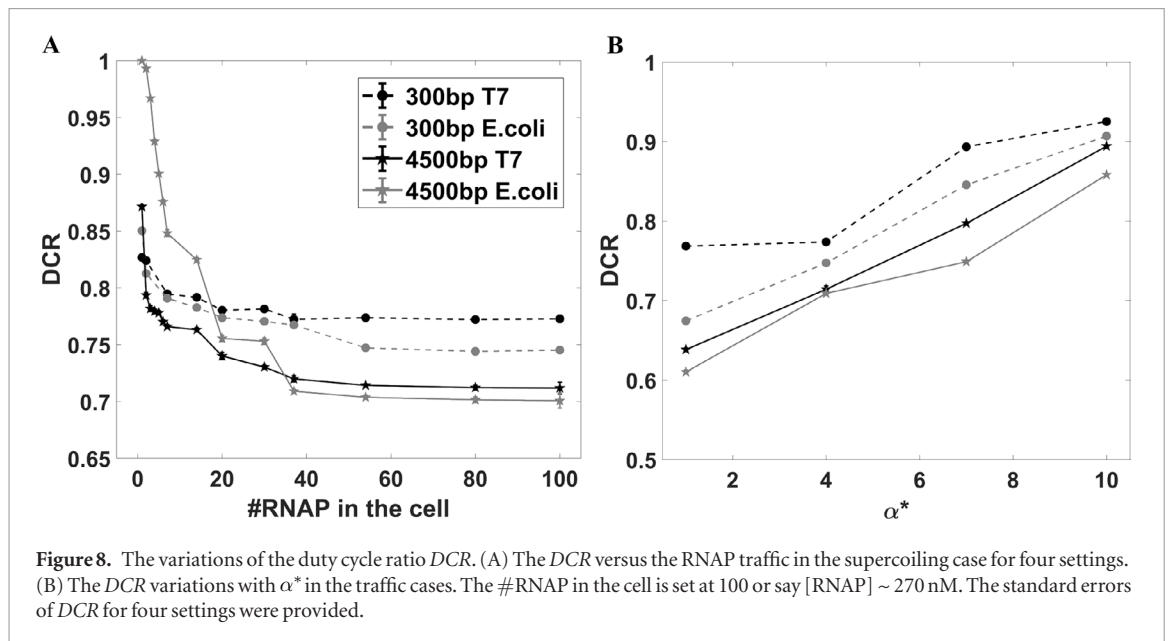 A
B
1
0.95
0.9
0.85
0.8
0.75
0.7
0.65
DCR
0 20 40 60 80 100
#RNAP in the cell
300bp T7
300bp E.coli
4500bp T7
4500bp E.coli
1
0.9
0.8
0.7
0.6
0.5
DCR
2 4 6 8 10
α*
Figure 8. The variations of the duty cycle ratio DCR. (A) The DCR versus the RNAP traffic in the supercoiling case for four settings.
(B) The DCR variations with α* in the traffic cases. The #RNAP in the cell is set at 100 or say [RNAP] ~ 270 nM. The standard errors
of DCR for four settings were provided.